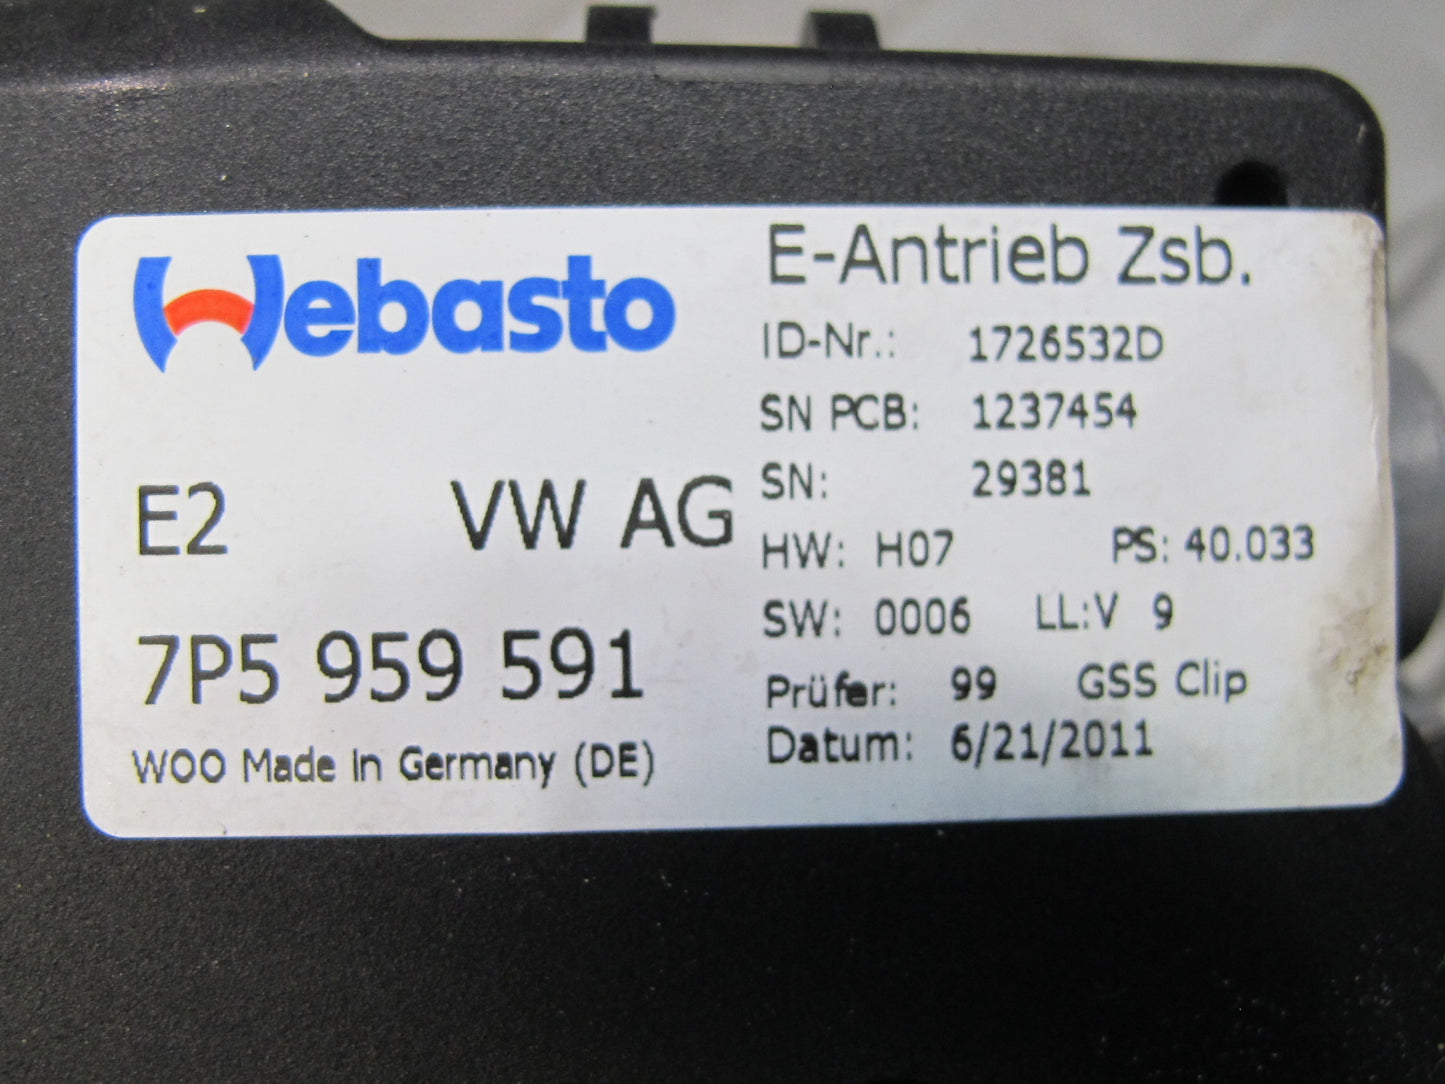 Webasto
E2 VW AG
7P5 959 591
WOO Made In Germany (DE)
E-Antrieb Zsb.
ID-Nr.: 1726532D
SN PCB: 1237454
SN: 29381
HW: H07 PS: 40.033
SW: 0006 LL:V 9
Prüfer: 99 GSS Clip
Datum: 6/21/2011